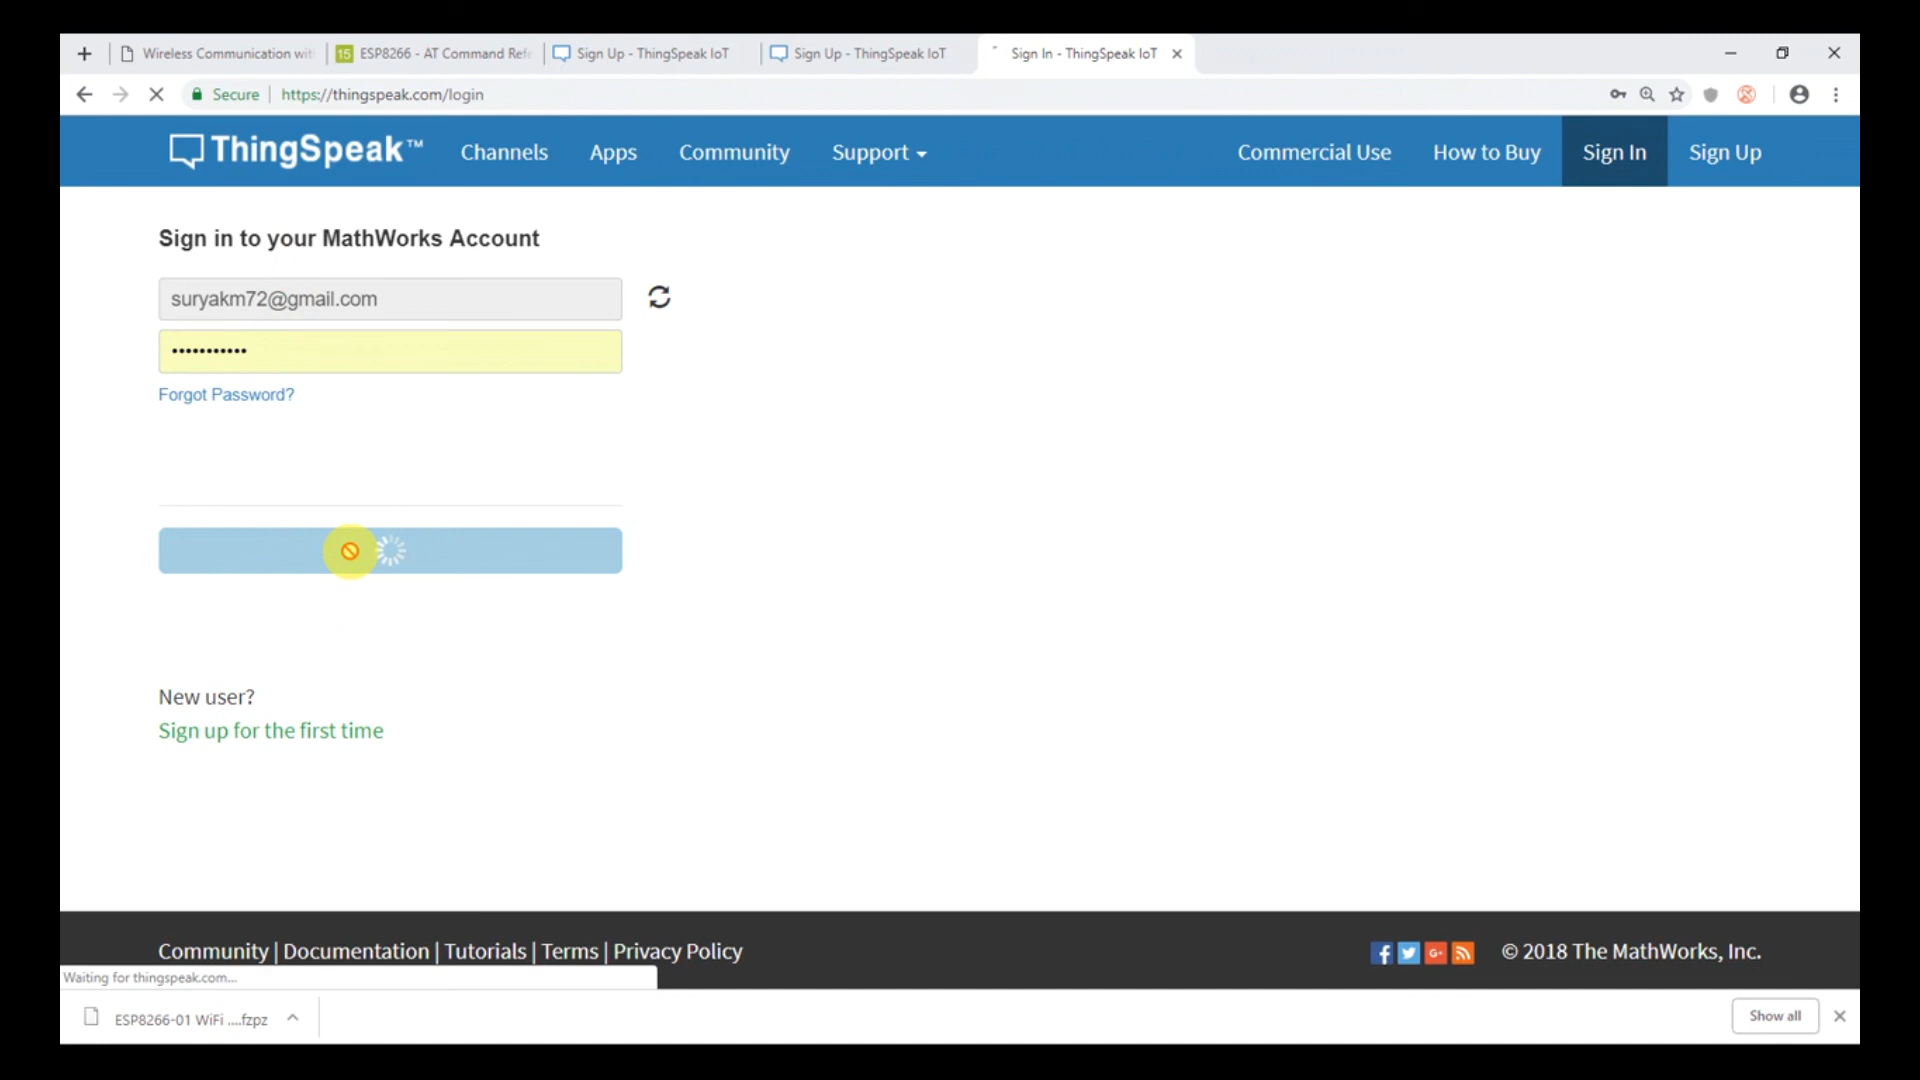 Wireless Communication wit
15 ESP8266 - AT Command Refe
Sign Up - ThingSpeak IoT
Sign Up - ThingSpeak IoT
Sign In - ThingSpeak IoT
Secure https://thingspeak.com/login
ThingSpeak™ Channels Apps Community Support Commercial Use How to Buy Sign In Sign Up
Sign in to your MathWorks Account
suryakm72@gmail.com
•••••••••••
Forgot Password?
New user?
Sign up for the first time
Community | Documentation | Tutorials | Terms | Privacy Policy
© 2018 The MathWorks, Inc.
Waiting for thingspeak.com...
ESP8266-01 WiFi ....fzpz
Show all